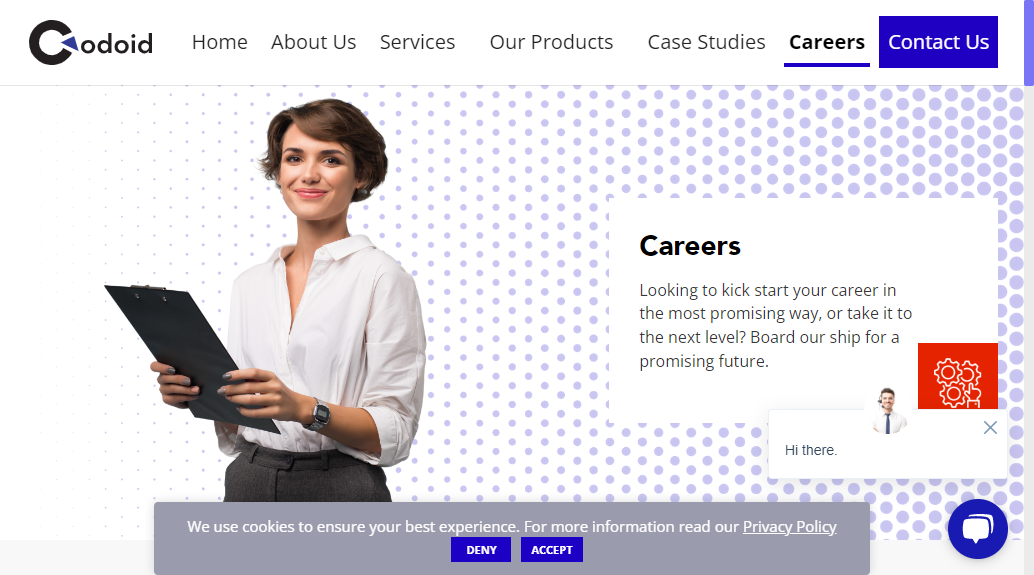 Codoid
Home About Us Services Our Products Case Studies Careers Contact Us
Careers
Looking to kick start your career in
the most promising way, or take it to
the next level? Board our ship for a
promising future.
Hi there.
We use cookies to ensure your best experience. For more information read our Privacy Policy
DENY ACCEPT